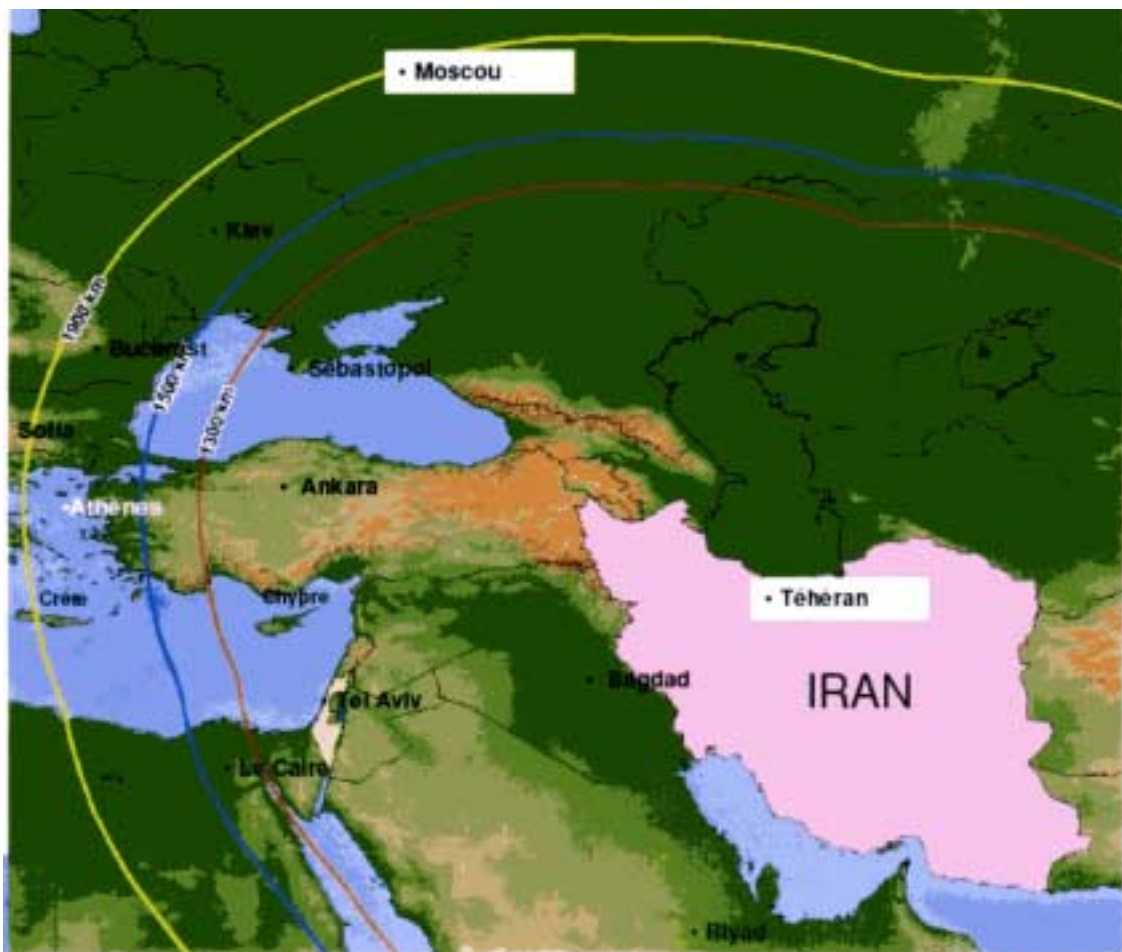 • Moscou
• Kiev
1900 km
• Bucarest
1500 km
• Sébastopol
1300 km
Sofia
• Ankara
• Athènes
Crète
Chypre
• Téhéran
• Bagdad
IRAN
• Tel Aviv
• Le Caire
• Riyad